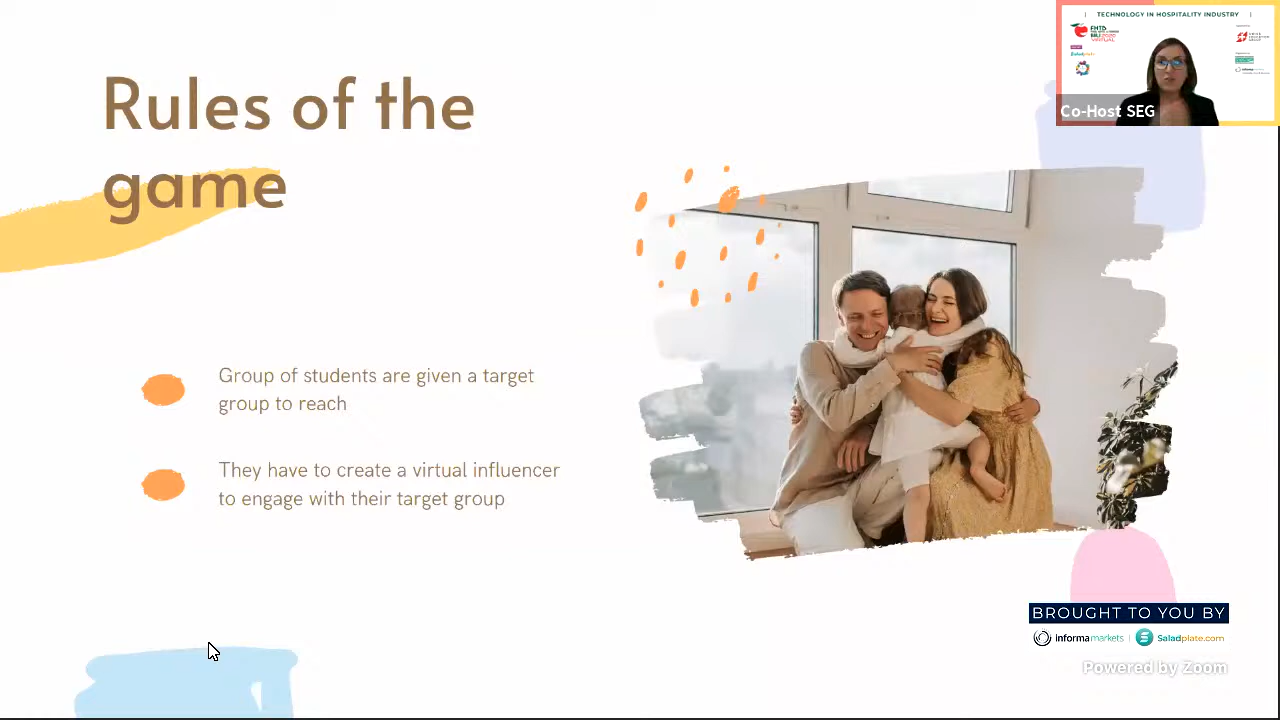 Rules of the
game
Group of students are given a target
group to reach
They have to create a virtual influencer
to engage with their target group
| TECHNOLOGY IN HOSPITALITY INDUSTRY |
Co-Host SEG
BROUGHT TO YOU BY
informa markets | Saladplate.com
Powered by Zoom